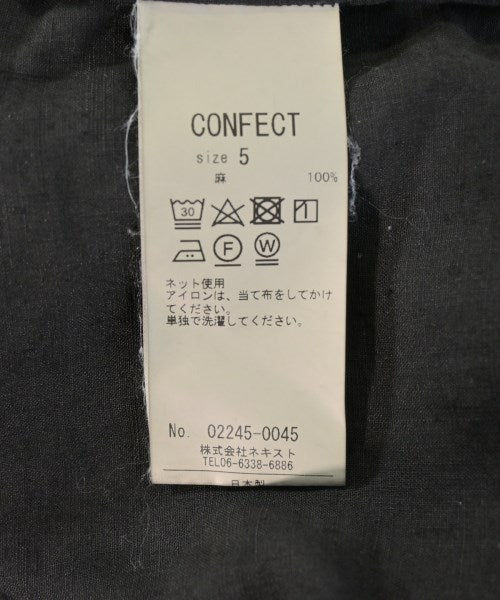 CONFECT
size 5
麻 100%
30
F W
ネット使用
アイロンは、当て布をしてかけ
てください。
単独で洗濯してください。
No. 02245-0045
株式会社ネキスト
TEL06-6338-6886
日本製